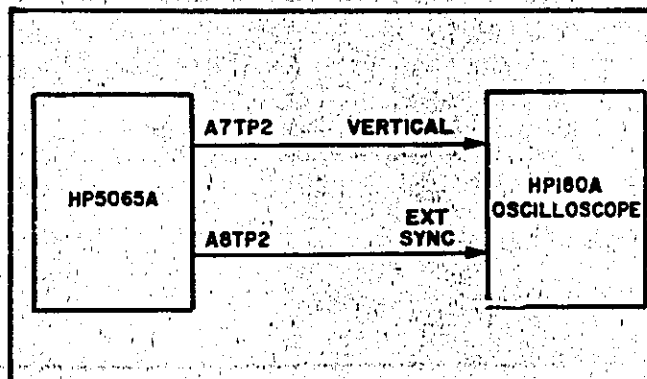 HP5065A
A7TP2 VERTICAL
A8TP2 EXT SYNC
HP180A
OSCILLOSCOPE